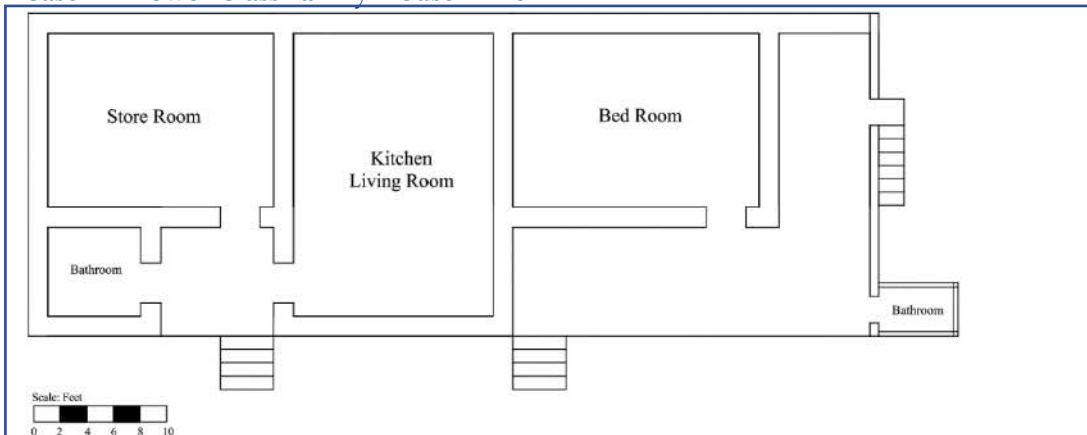 Store Room
Kitchen
Living Room
Bed Room
Bathroom
Bathroom
Scale: Feet
0 2 4 6 8 10